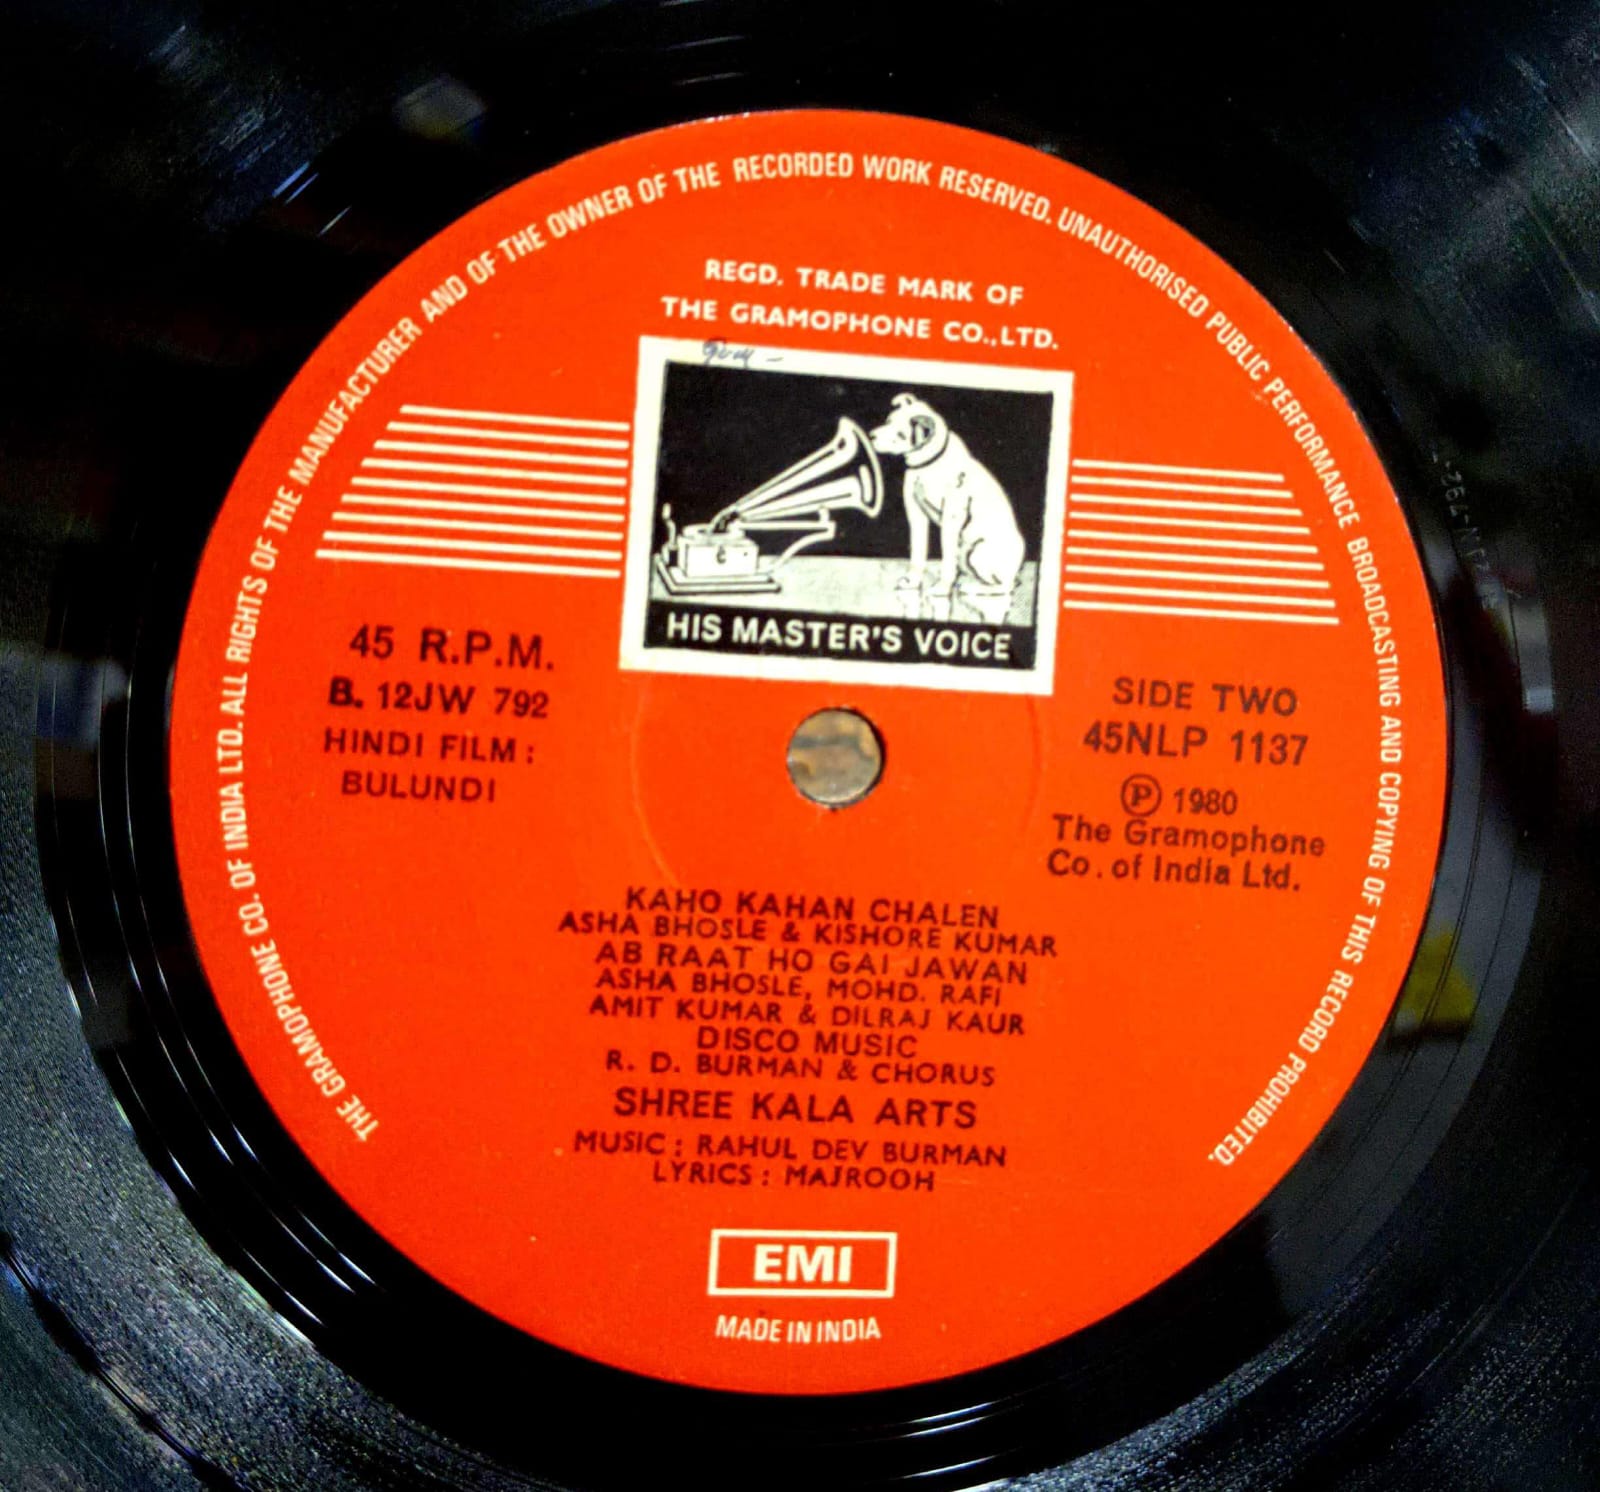 THE GRAMOPHONE CO. OF INDIA LTD. ALL RIGHTS OF THE MANUFACTURER AND OF THE OWNER OF THE RECORDED WORK RESERVED. UNAUTHORISED PUBLIC PERFORMANCE BROADCASTING AND COPYING OF THIS RECORD PROHIBITED.
REGD. TRADE MARK OF
THE GRAMOPHONE CO.,LTD.
HIS MASTER'S VOICE
45 R.P.M.
B. 12JW 792
HINDI FILM :
BULUNDI
SIDE TWO
45NLP 1137
Ⓟ 1980
The Gramophone
Co. of India Ltd.
KAHO KAHAN CHALEN
ASHA BHOSLE & KISHORE KUMAR
AB RAAT HO GAI JAWAN
ASHA BHOSLE, MOHD. RAFI
AMIT KUMAR & DILRAJ KAUR
DISCO MUSIC
R. D. BURMAN & CHORUS
SHREE KALA ARTS
MUSIC : RAHUL DEV BURMAN
LYRICS : MAJROOH
EMI
MADE IN INDIA